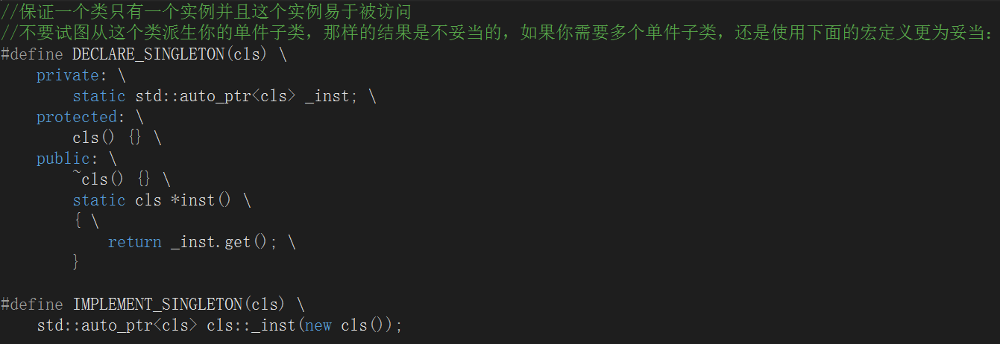 //保证一个类只有一个实例并且这个实例易于被访问
//不要试图从这个类派生你的单件子类，那样的结果是不妥当的，如果你需要多个单件子类，还是使用下面的宏定义更为妥当：
#define DECLARE_SINGLETON(cls) \
    private: \
        static std::auto_ptr<cls> _inst; \
    protected: \
        cls() {} \
    public: \
        ~cls() {} \
        static cls *inst() \
        { \
            return _inst.get(); \
        }
#define IMPLEMENT_SINGLETON(cls) \
    std::auto_ptr<cls> cls::_inst(new cls());